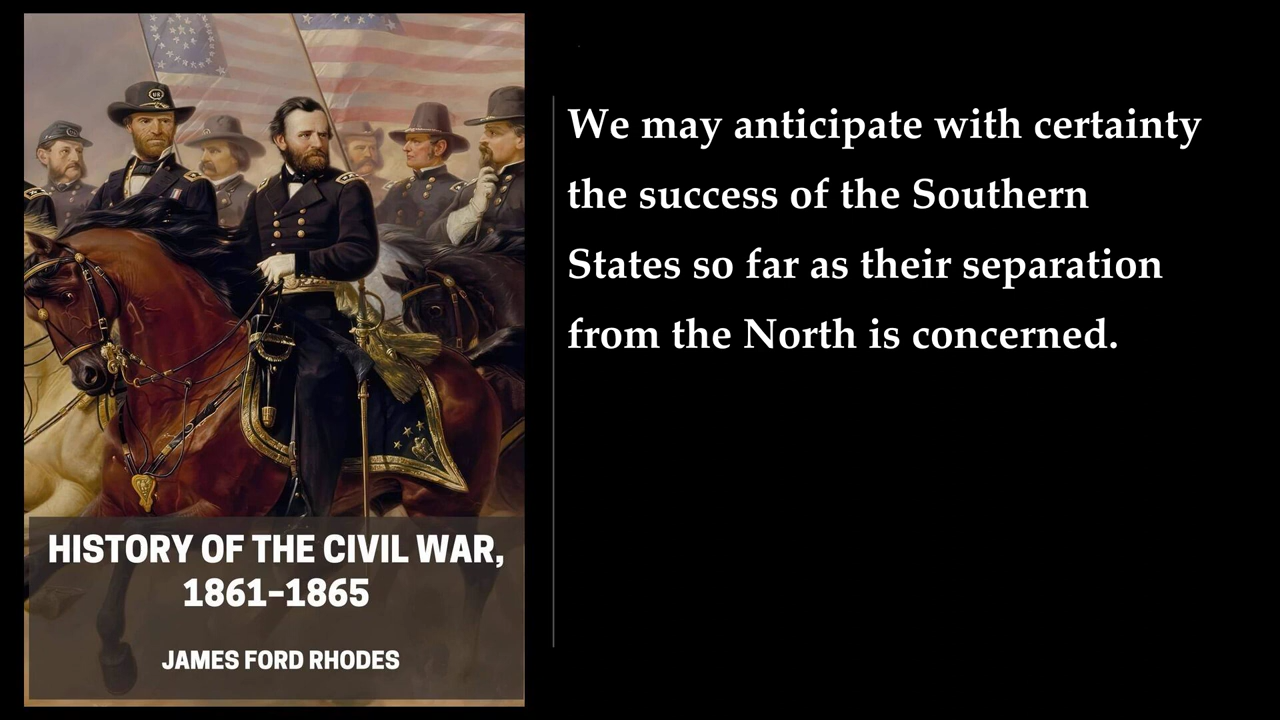 We may anticipate with certainty
the success of the Southern
States so far as their separation
from the North is concerned.
HISTORY OF THE CIVIL WAR,
1861–1865
JAMES FORD RHODES